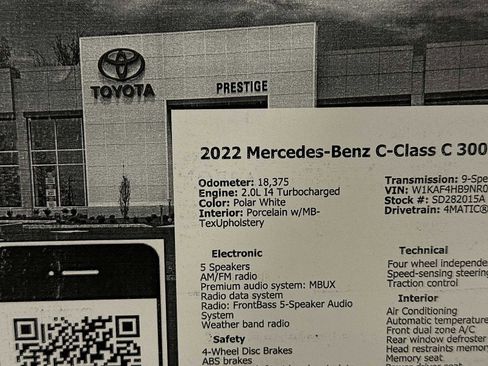 TOYOTA
PRESTIGE
2022 Mercedes-Benz C-Class C 300
Odometer: 18,375
Engine: 2.0L I4 Turbocharged
Color: Polar White
Interior: Porcelain w/MB-
TexUpholstery
Transmission: 9-Spe
VIN: W1KAF4HB9NR0
Stock #: SD282015A
Drivetrain: 4MATIC®
Electronic
5 Speakers
AM/FM radio
Premium audio system: MBUX
Radio data system
Radio: FrontBass 5-Speaker Audio
System
Weather band radio
Safety
4-Wheel Disc Brakes
ABS brakes
Technical
Four wheel independe
Speed-sensing steering
Traction control
Interior
Air Conditioning
Automatic temperature
Front dual zone A/C
Rear window defroster
Head restraints memory
Memory seat